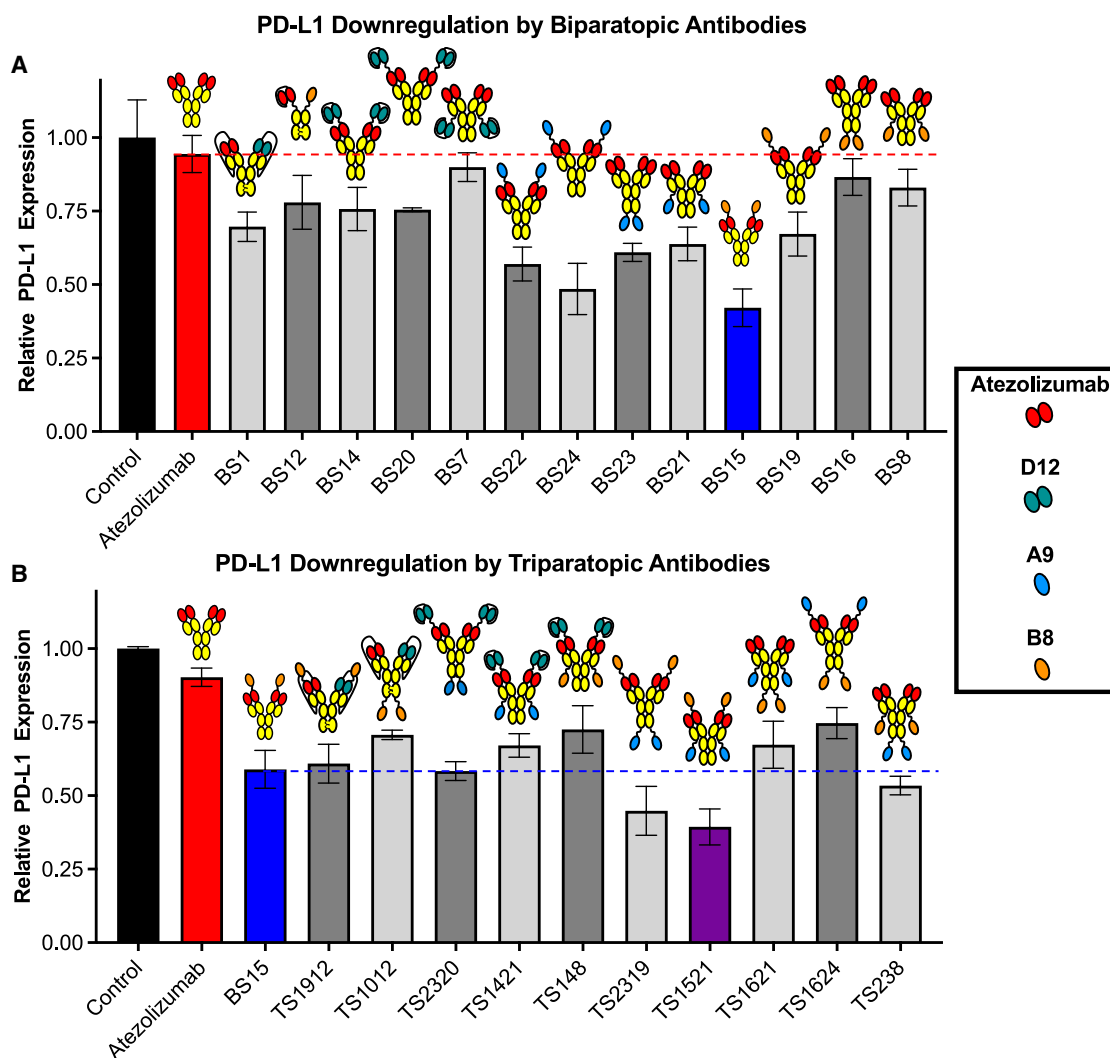 PD-L1 Downregulation by Biparatopic Antibodies
A
Relative PD-L1 Expression
1.00
0.75
0.50
0.25
0.00
Control
Atezolizumab
BS1
BS12
BS14
BS20
BS7
BS22
BS24
BS23
BS21
BS15
BS19
BS16
BS8
Atezolizumab
D12
A9
B8
PD-L1 Downregulation by Triparatopic Antibodies
B
Relative PD-L1 Expression
1.00
0.75
0.50
0.25
0.00
Control
Atezolizumab
BS15
TS1912
TS1012
TS2320
TS1421
TS148
TS2319
TS1521
TS1621
TS1624
TS238